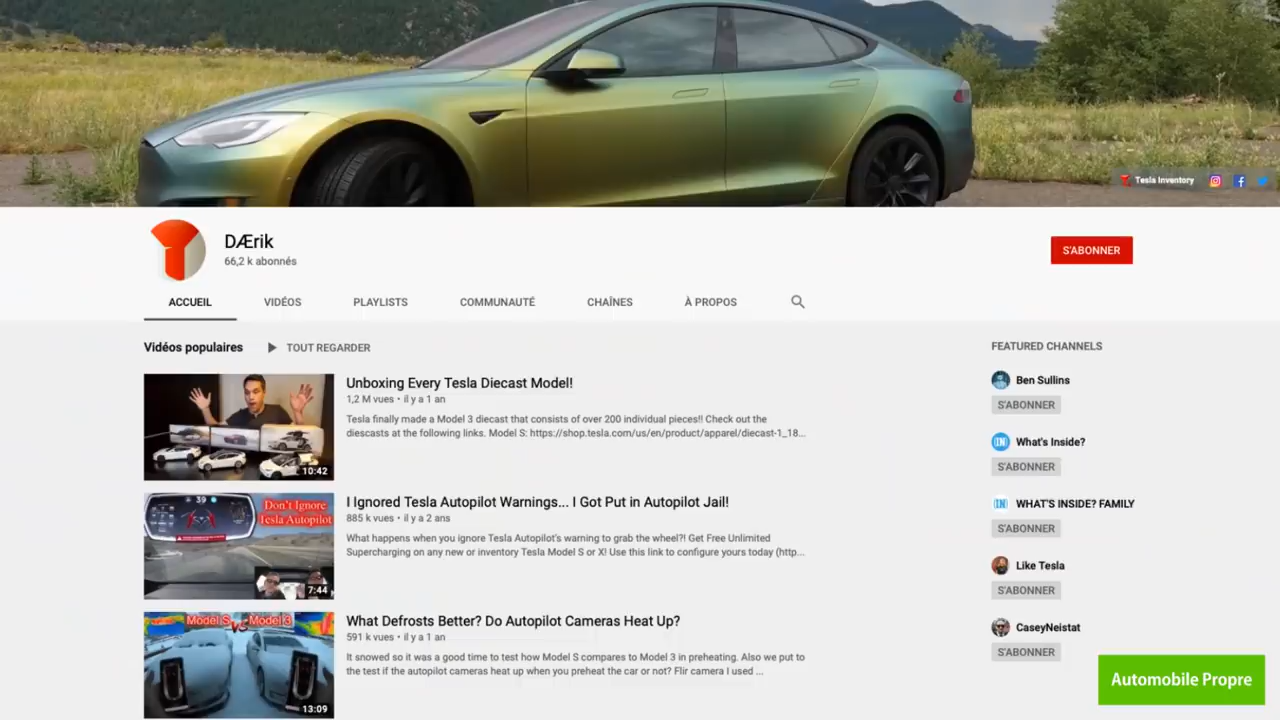 Tesla Inventory
DÆrik
66,2 k abonnés
S'ABONNER
ACCUEIL
VIDÉOS
PLAYLISTS
COMMUNAUTÉ
CHAÎNES
À PROPOS
Vidéos populaires
TOUT REGARDER
FEATURED CHANNELS
Unboxing Every Tesla Diecast Model!
1,2 M vues • il y a 1 an
Tesla finally made a Model 3 diecast that consists of over 200 individual pieces!! Check out the
diescasts at the following links. Model S: https://shop.tesla.com/us/en/product/apparel/diecast-1_18...
10:42
39
Don't Ignore
Tesla Autopilot
7:44
I Ignored Tesla Autopilot Warnings... I Got Put in Autopilot Jail!
885 k vues • il y a 2 ans
What happens when you ignore Tesla Autopilot's warning to grab the wheel?! Get Free Unlimited
Supercharging on any new or inventory Tesla Model S or X! Use this link to configure yours today (http...
Model S vs Model 3
13:09
What Defrosts Better? Do Autopilot Cameras Heat Up?
591 k vues • il y a 1 an
It snowed so it was a good time to test how Model S compares to Model 3 in preheating. Also we put to
the test if the autopilot cameras heat up when you preheat the car or not? Flir camera I used ...
Ben Sullins
S'ABONNER
What's Inside?
S'ABONNER
WHAT'S INSIDE? FAMILY
S'ABONNER
Like Tesla
S'ABONNER
CaseyNeistat
S'ABONNER
Automobile Propre